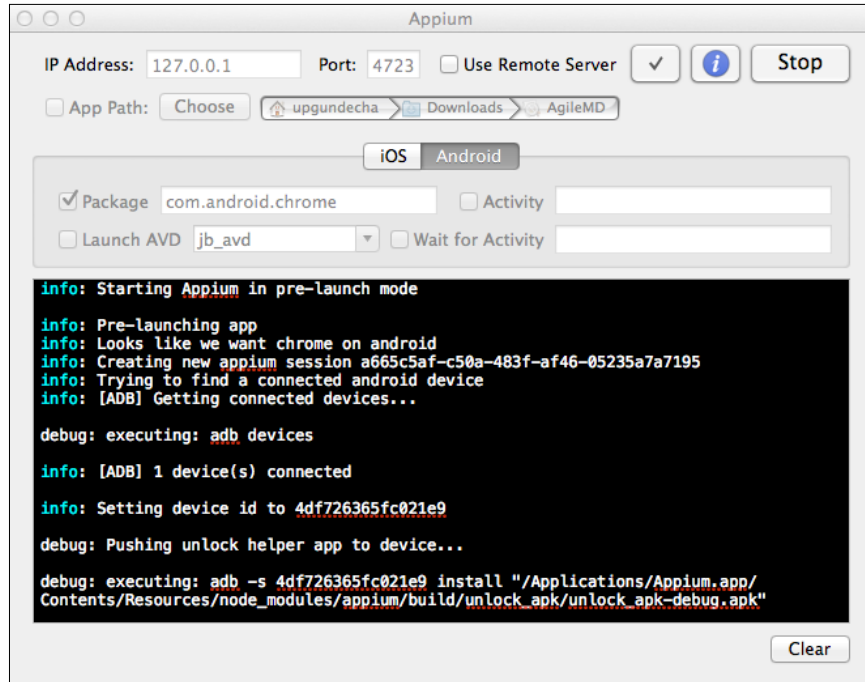 Appium
IP Address: 127.0.0.1 Port: 4723 Use Remote Server Stop
App Path: Choose upgundecha Downloads AgileMD
iOS Android
Package com.android.chrome Activity
Launch AVD jb_avd Wait for Activity
info: Starting Appium in pre-launch mode
info: Pre-launching app
info: Looks like we want chrome on android
info: Creating new appium session a665c5af-c50a-483f-af46-05235a7a7195
info: Trying to find a connected android device
info: [ADB] Getting connected devices...
debug: executing: adb devices
info: [ADB] 1 device(s) connected
info: Setting device id to 4df726365fc021e9
debug: Pushing unlock helper app to device...
debug: executing: adb -s 4df726365fc021e9 install "/Applications/Appium.app/
Contents/Resources/node_modules/appium/build/unlock_apk/unlock_apk-debug.apk"
Clear